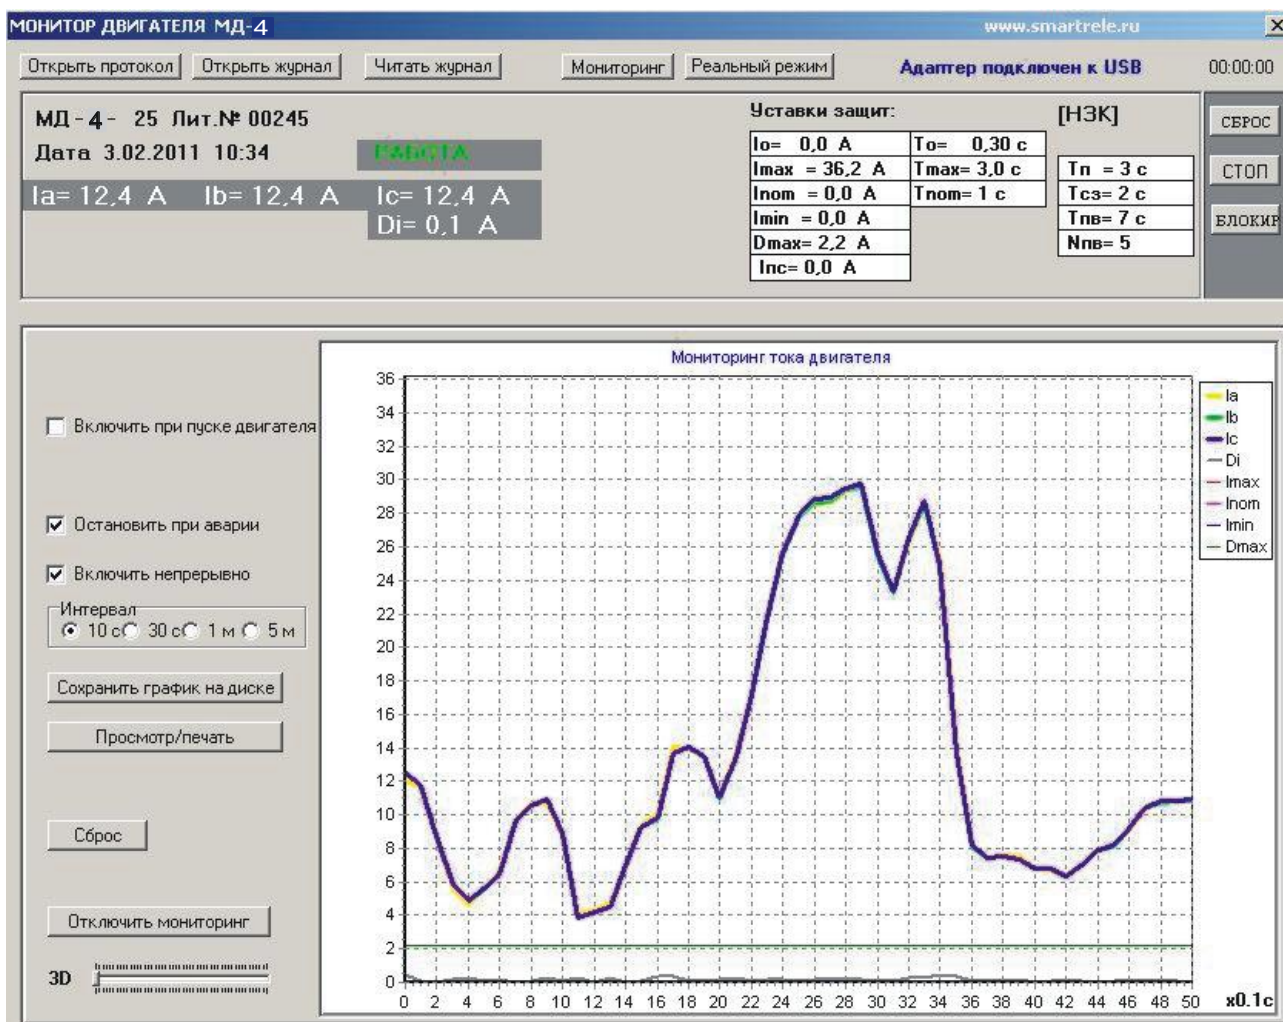 МОНИТОР ДВИГАТЕЛЯ МД-4 www.smartrele.ru
Открыть протокол Открыть журнал Читать журнал Мониторинг Реальный режим Адаптер подключен к USB 00:00:00
МД-4- 25 Лит.№ 00245
Дата 3.02.2011 10:34 РАБОТА
Ia= 12,4 A Ib= 12,4 A Ic= 12,4 A
Di= 0,1 A
Уставки защит: [НЗК]
Io= 0,0 A To= 0,30 с
Imax = 36,2 A Tmax= 3,0 с Тп = 3 с
Inom = 0,0 A Tnom= 1 с Тсз= 2 с
Imin = 0,0 A Тпв= 7 с
Dmax= 2,2 A Nпв= 5
Inc= 0,0 A
СБРОС
СТОП
БЛОКИР
Включить при пуске двигателя
Остановить при аварии
Включить непрерывно
Интервал
10 с 30 с 1 м 5 м
Сохранить график на диске
Просмотр/печать
Сброс
Отключить мониторинг
3D
Мониторинг тока двигателя
36
34
32
30
28
26
24
22
20
18
16
14
12
10
8
6
4
2
0
0 2 4 6 8 10 12 14 16 18 20 22 24 26 28 30 32 34 36 38 40 42 44 46 48 50 x0.1с
Ia
Ib
Ic
Di
Imax
Inom
Imin
Dmax